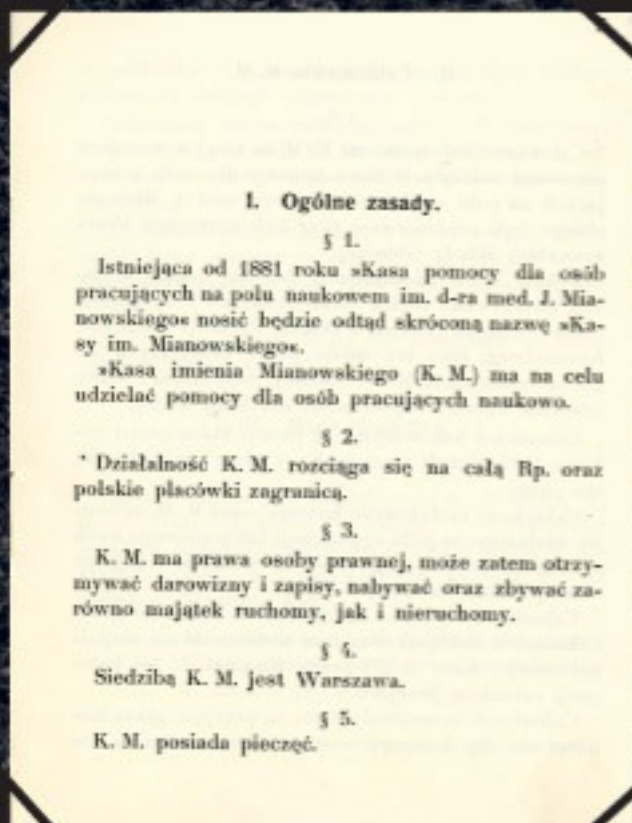 I. Ogólne zasady.
§ 1.
Istniejąca od 1881 roku »Kasa pomocy dla osób
pracujących na polu naukowem im. d-ra med. J. Mia-
nowskiego« nosić będzie odtąd skróconą nazwę »Ka-
sy im. Mianowskiego«.
»Kasa imienia Mianowskiego (K. M.) ma na celu
udzielać pomocy dla osób pracujących naukowo.
§ 2.
Działalność K. M. rozciąga się na całą Rp. oraz
polskie placówki zagranicą.
§ 3.
K. M. ma prawa osoby prawnej, może zatem otrzy-
mywać darowizny i zapisy, nabywać oraz zbywać za-
równo majątek ruchomy, jak i nieruchomy.
§ 4.
Siedzibą K. M. jest Warszawa.
§ 5.
K. M. posiada pieczęć.